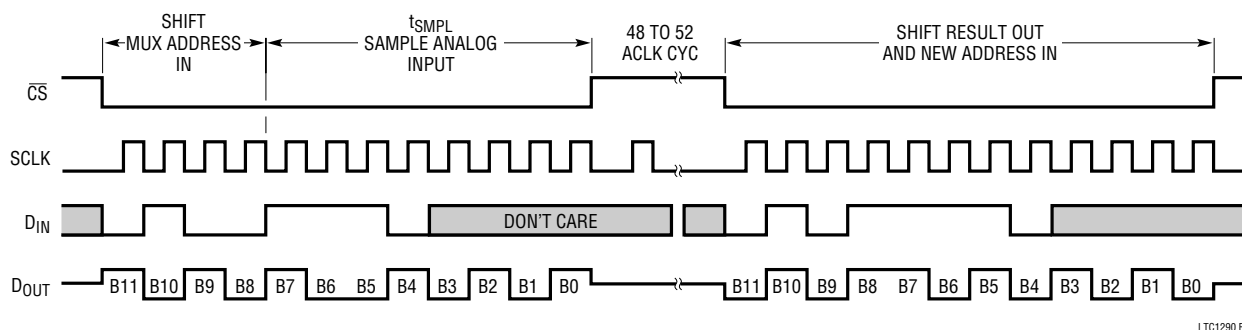 SHIFT
MUX ADDRESS
IN
tSMPL
SAMPLE ANALOG
INPUT
48 TO 52
ACLK CYC
SHIFT RESULT OUT
AND NEW ADDRESS IN
CS
SCLK
DIN
DON'T CARE
DOUT
B11 B10 B9 B8 B7 B6 B5 B4 B3 B2 B1 B0
B11 B10 B9 B8 B7 B6 B5 B4 B3 B2 B1 B0